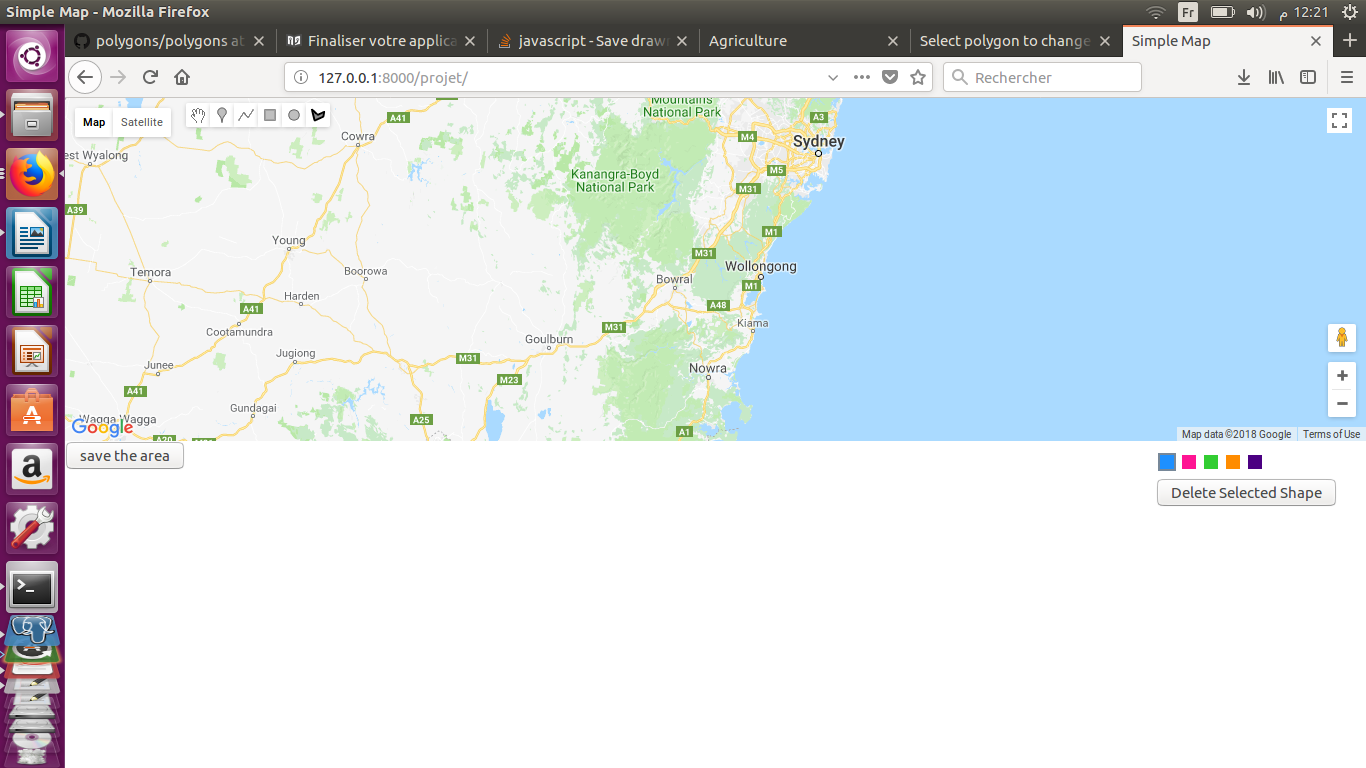 Simple Map - Mozilla Firefox
Fr
12:21 م
polygons/polygons at
Finaliser votre applica
javascript - Save draw
Agriculture
Select polygon to change
Simple Map
127.0.0.1:8000/projet/
Rechercher
Map
Satellite
Mountains
National Park
A41
A3
Cowra
M4
Sydney
est Wyalong
M5
Kanangra-Boyd
National Park
M31
A39
M1
Young
M31
Temora
Boorowa
Wollongong
Bowral
M1
Harden
A41
A48
Cootamundra
M31
Kiama
Goulburn
Jugiong
M31
Junee
Nowra
M23
A41
Gundagai
Wagga Wagga
A25
Google
A20
A1
Map data ©2018 Google
Terms of Use
save the area
Delete Selected Shape